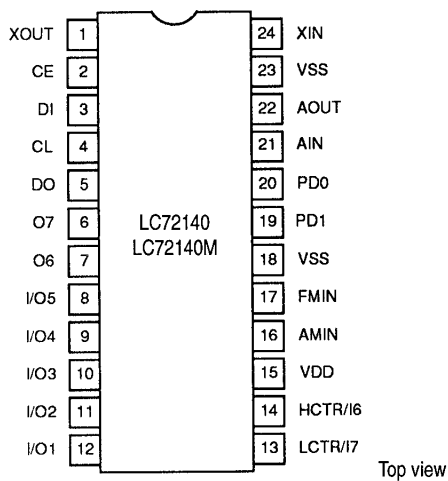 XOUT 1 24 XIN
CE 2 23 VSS
DI 3 22 AOUT
CL 4 21 AIN
DO 5 20 PD0
O7 6 19 PD1
LC72140
LC72140M
O6 7 18 VSS
I/O5 8 17 FMIN
I/O4 9 16 AMIN
I/O3 10 15 VDD
I/O2 11 14 HCTR/I6
I/O1 12 13 LCTR/I7
Top view